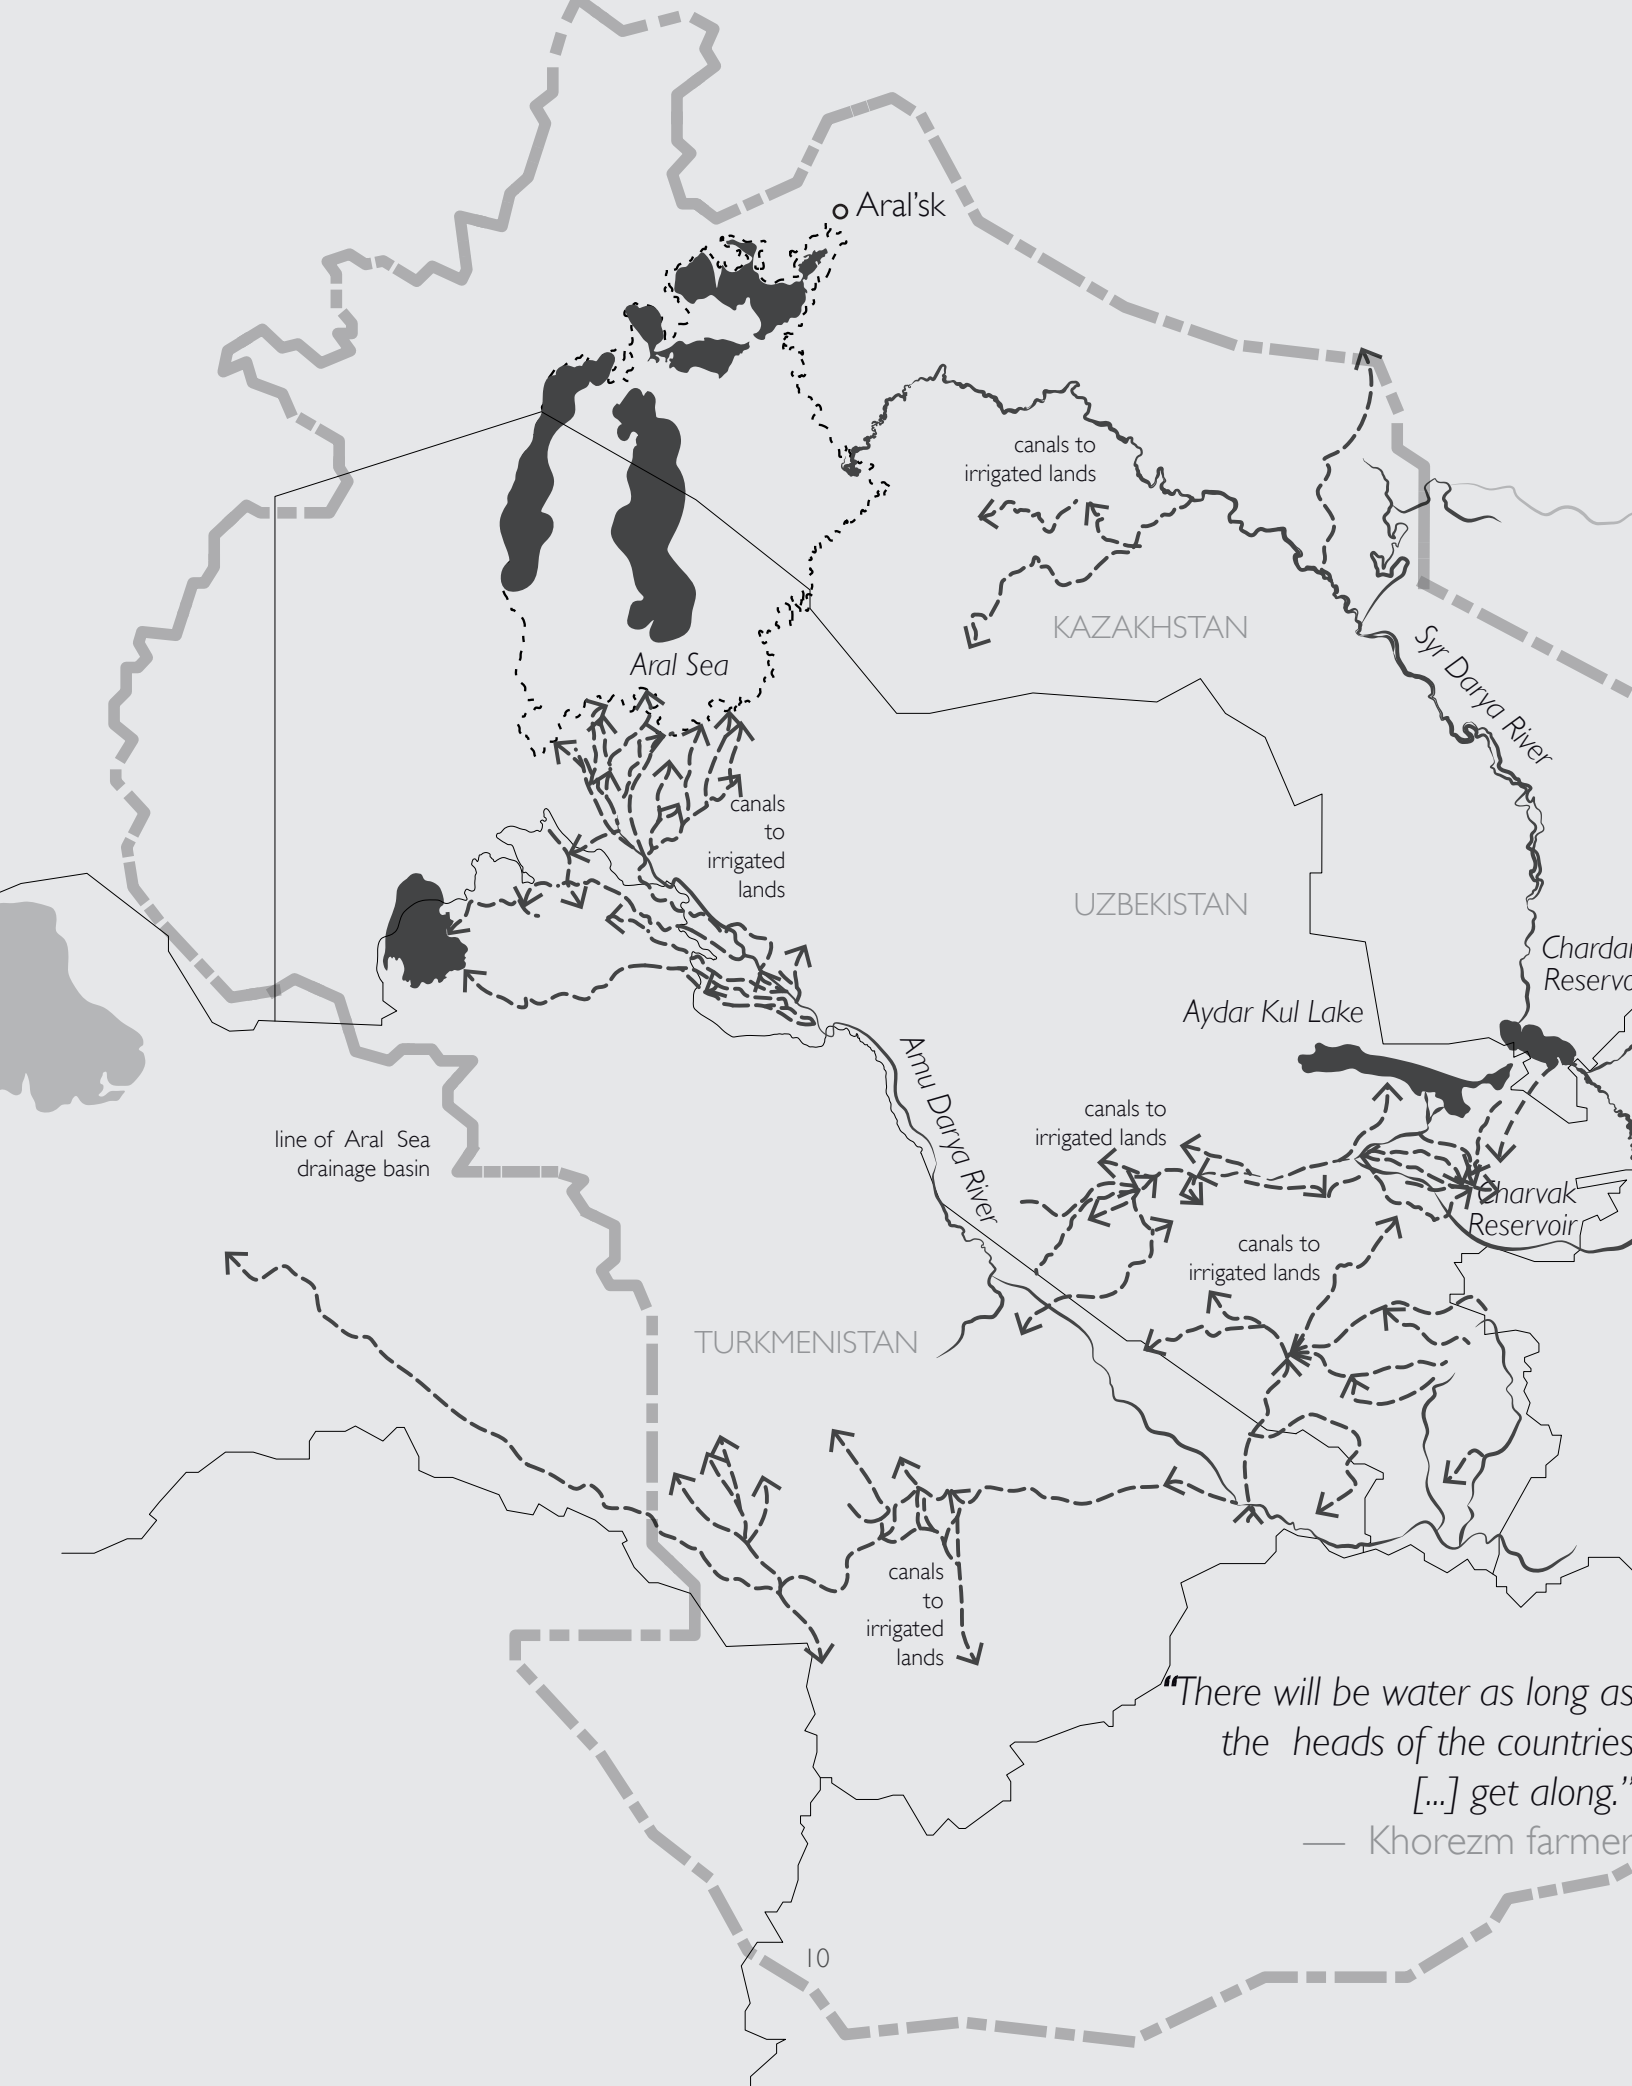 Aral'sk
canals to
irrigated lands
KAZAKHSTAN
Syr Darya River
Aral Sea
canals
to
irrigated
lands
UZBEKISTAN
Chardar
Reservo
Aydar Kul Lake
Amu Darya River
canals to
irrigated lands
line of Aral Sea
drainage basin
Charvak
Reservoir
canals to
irrigated lands
TURKMENISTAN
canals
to
irrigated
lands
“There will be water as long as
the heads of the countries
[...] get along.”
— Khorezm farmer
10